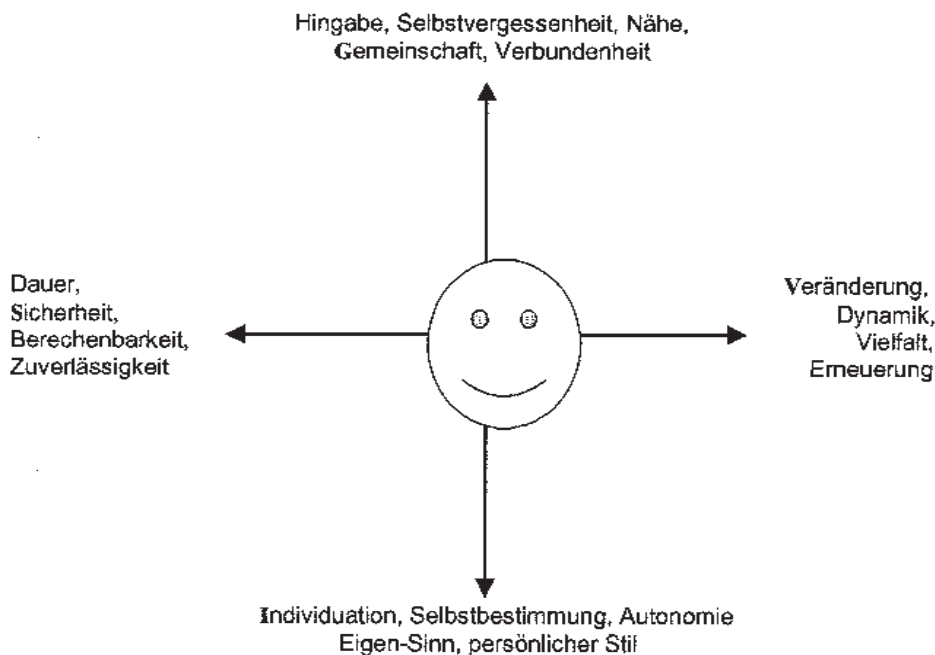 Hingabe, Selbstvergessenheit, Nähe,
Gemeinschaft, Verbundenheit
Dauer,
Sicherheit,
Berechenbarkeit,
Zuverlässigkeit
Veränderung,
Dynamik,
Vielfalt,
Erneuerung
Individuation, Selbstbestimmung, Autonomie
Eigen-Sinn, persönlicher Stil